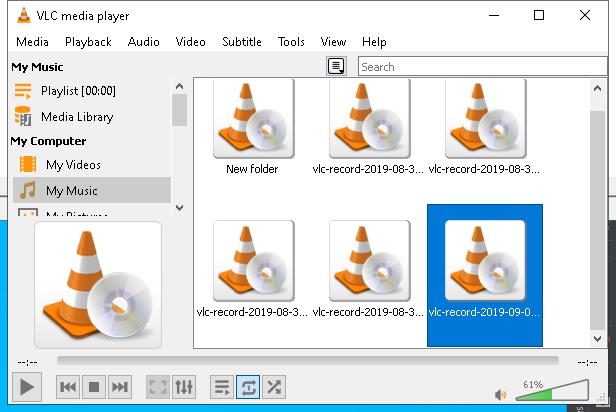 VLC media player
Media Playback Audio Video Subtitle Tools View Help
My Music
Search
Playlist [00:00]
Media Library
My Computer
My Videos
My Music
My Pictures
New folder
vlc-record-2019-08-3...
vlc-record-2019-08-3...
vlc-record-2019-08-3...
vlc-record-2019-08-3...
vlc-record-2019-09-0...
--:--
--:--
61%